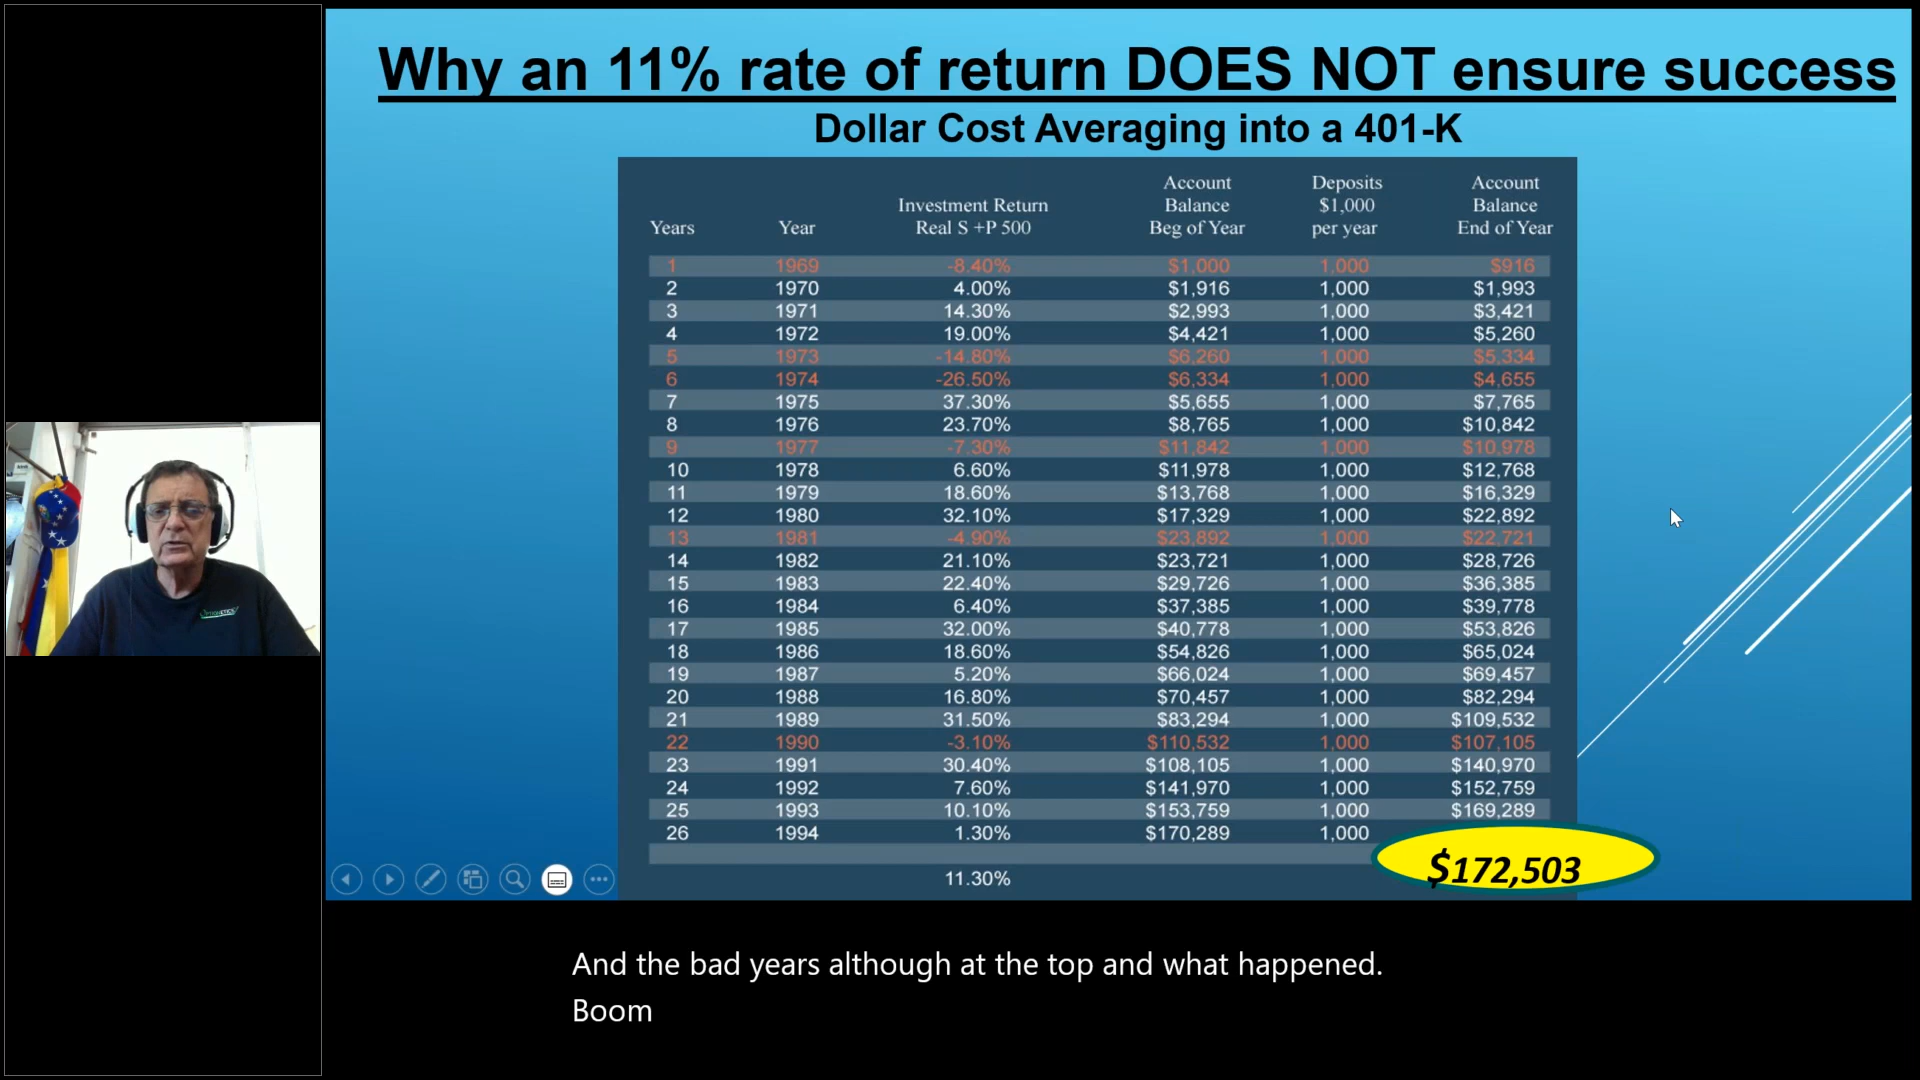 Why an 11% rate of return DOES NOT ensure success
Dollar Cost Averaging into a 401-K
Years Year Investment Return Real S +P 500 Account Balance Beg of Year Deposits $1,000 per year Account Balance End of Year
1 1969 -8.40% $1,000 1,000 $916
2 1970 4.00% $1,916 1,000 $1,993
3 1971 14.30% $2,993 1,000 $3,421
4 1972 19.00% $4,421 1,000 $5,260
5 1973 -14.80% $6,260 1,000 $5,334
6 1974 -26.50% $6,334 1,000 $4,655
7 1975 37.30% $5,655 1,000 $7,765
8 1976 23.70% $8,765 1,000 $10,842
9 1977 -7.30% $11,842 1,000 $10,978
10 1978 6.60% $11,978 1,000 $12,768
11 1979 18.60% $13,768 1,000 $16,329
12 1980 32.10% $17,329 1,000 $22,892
13 1981 -4.90% $23,892 1,000 $22,721
14 1982 21.10% $23,721 1,000 $28,726
15 1983 22.40% $29,726 1,000 $36,385
16 1984 6.40% $37,385 1,000 $39,778
17 1985 32.00% $40,778 1,000 $53,826
18 1986 18.60% $54,826 1,000 $65,024
19 1987 5.20% $66,024 1,000 $69,457
20 1988 16.80% $70,457 1,000 $82,294
21 1989 31.50% $83,294 1,000 $109,532
22 1990 -3.10% $110,532 1,000 $107,105
23 1991 30.40% $108,105 1,000 $140,970
24 1992 7.60% $141,970 1,000 $152,759
25 1993 10.10% $153,759 1,000 $169,289
26 1994 1.30% $170,289 1,000
$172,503
11.30%
And the bad years although at the top and what happened.
Boom